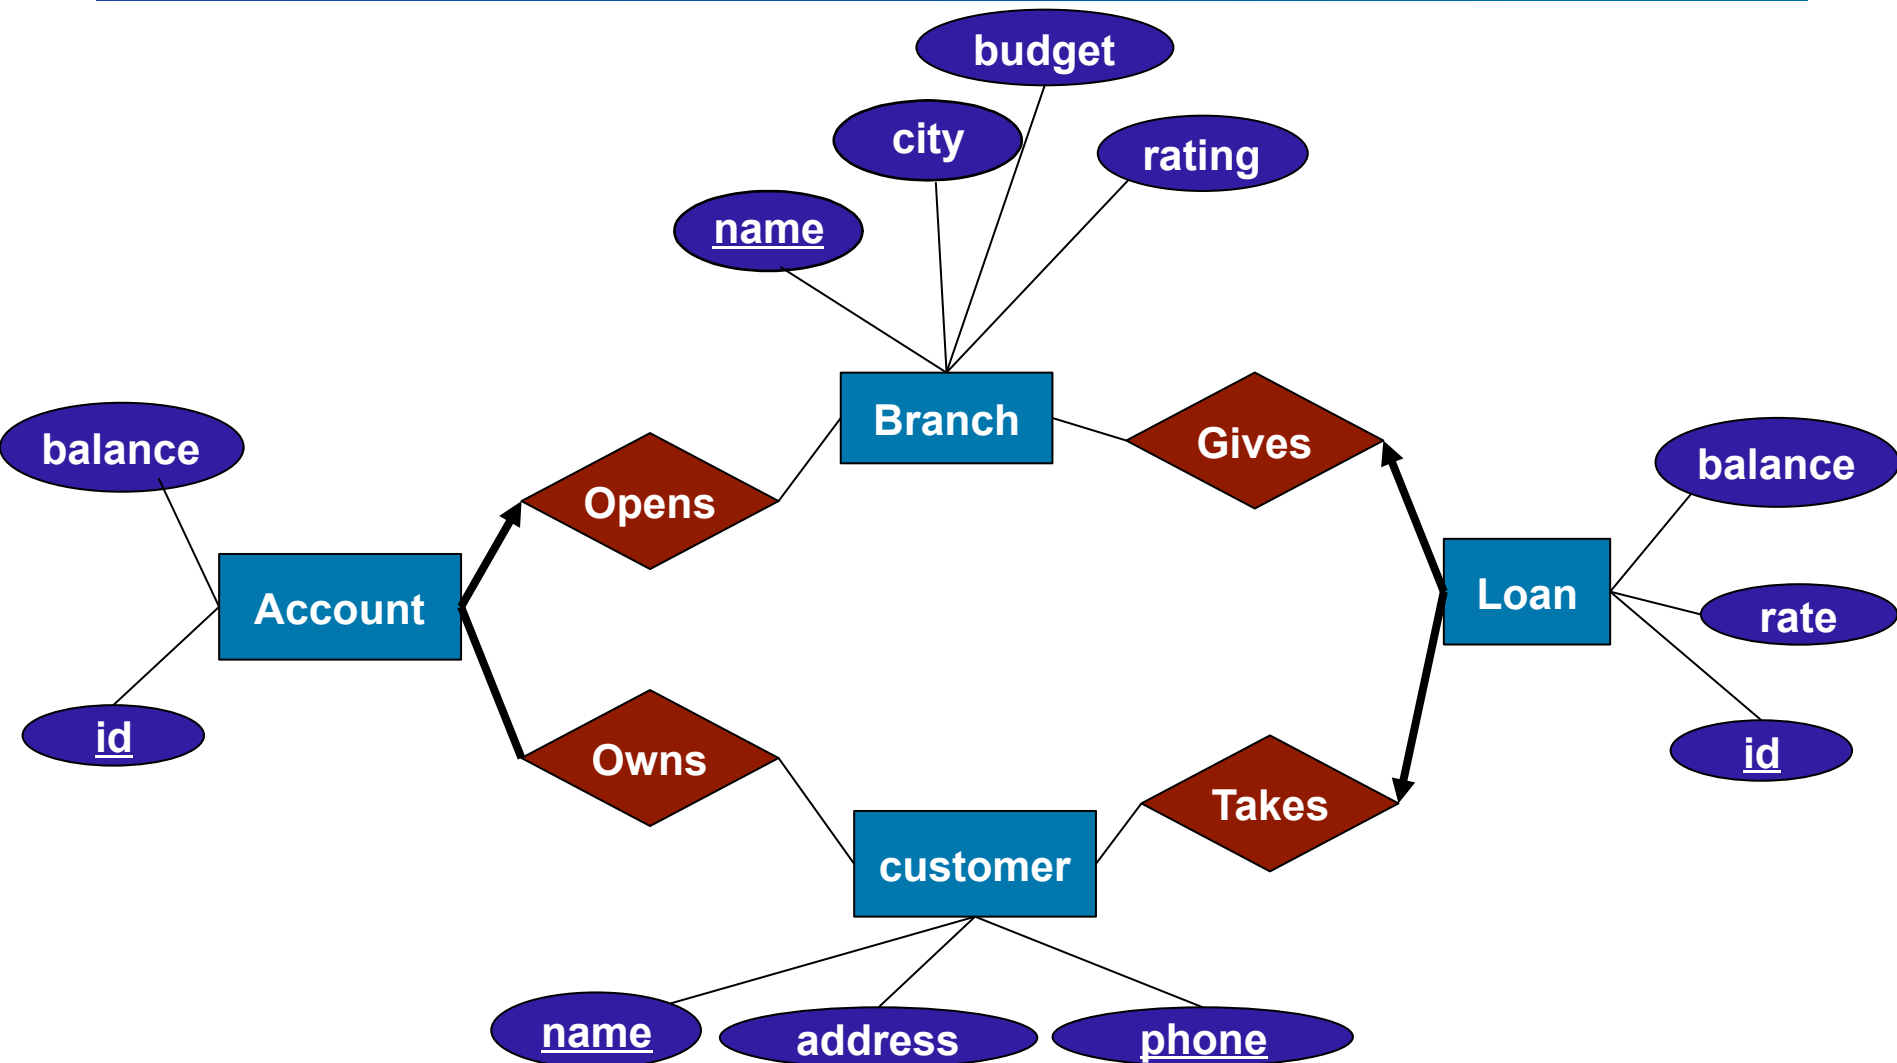 budget
city
rating
name
Branch
Gives
balance
balance
Opens
Loan
Account
rate
id
Owns
id
Takes
customer
name
address
phone